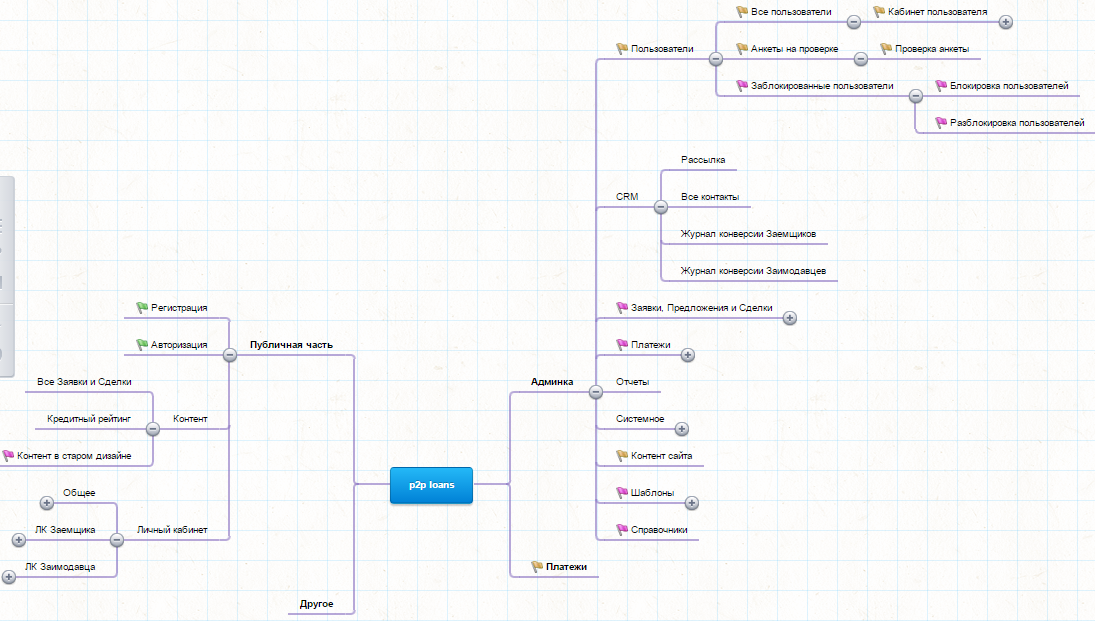 Все пользователи
Кабинет пользователя
Пользователи
Анкеты на проверке
Проверка анкеты
Заблокированные пользователи
Блокировка пользователей
Разблокировка пользователей
Рассылка
CRM
Все контакты
Журнал конверсии Заемщиков
Журнал конверсии Заимодавцев
Регистрация
Заявки, Предложения и Сделки
Авторизация
Публичная часть
Платежи
Все Заявки и Сделки
Админка
Отчеты
Кредитный рейтинг
Контент
Системное
Контент в старом дизайне
Контент сайта
p2p loans
Общее
Шаблоны
ЛК Заемщика
Личный кабинет
Справочники
ЛК Заимодавца
Платежи
Другое